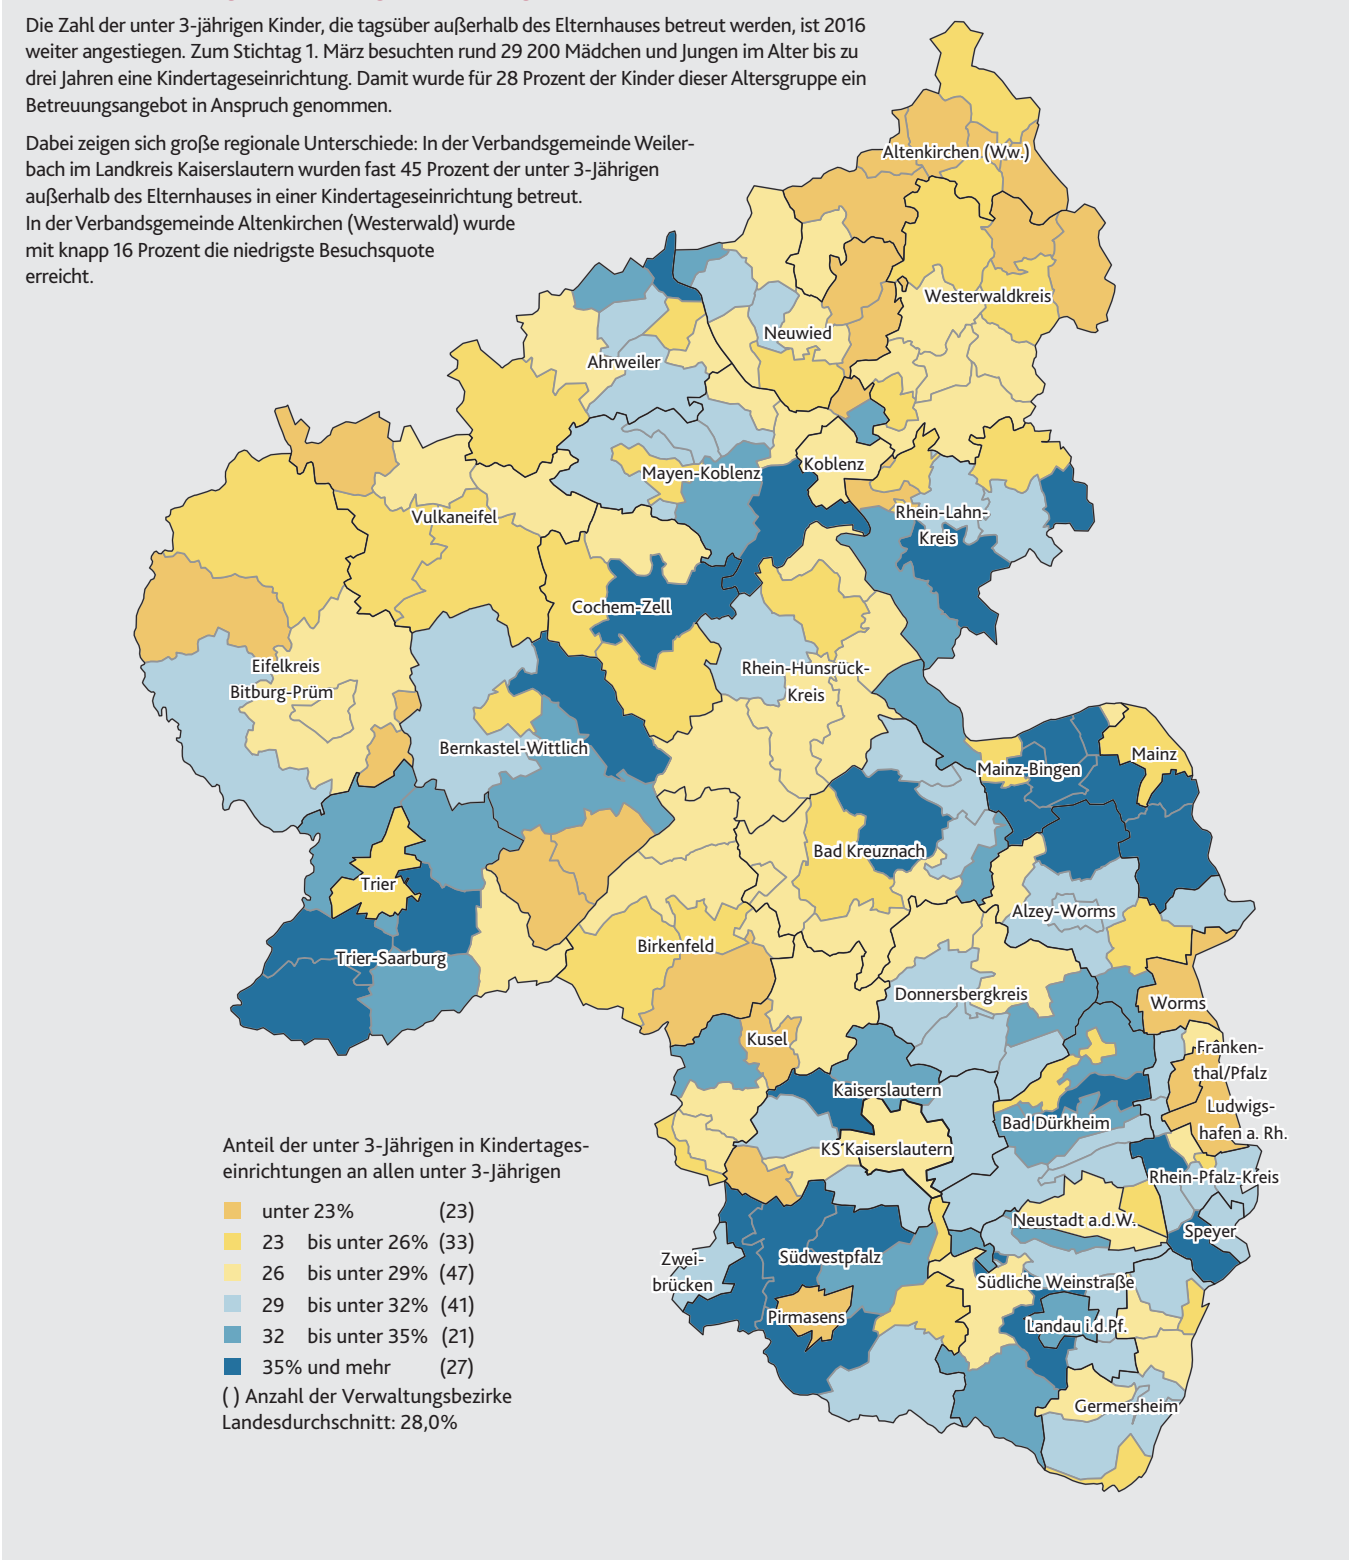 Die Zahl der unter 3-jährigen Kinder, die tagsüber außerhalb des Elternhauses betreut werden, ist 2016
weiter angestiegen. Zum Stichtag 1. März besuchten rund 29 200 Mädchen und Jungen im Alter bis zu
drei Jahren eine Kindertageseinrichtung. Damit wurde für 28 Prozent der Kinder dieser Altersgruppe ein
Betreuungsangebot in Anspruch genommen.
Dabei zeigen sich große regionale Unterschiede: In der Verbandsgemeinde Weiler-
bach im Landkreis Kaiserslautern wurden fast 45 Prozent der unter 3-Jährigen
außerhalb des Elternhauses in einer Kindertageseinrichtung betreut.
In der Verbandsgemeinde Altenkirchen (Westerwald) wurde
mit knapp 16 Prozent die niedrigste Besuchsquote
erreicht.
Altenkirchen (Ww.)
Westerwaldkreis
Neuwied
Ahrweiler
Koblenz
Mayen-Koblenz
Rhein-Lahn-
Kreis
Vulkaneifel
Cochem-Zell
Eifelkreis
Bitburg-Prüm
Rhein-Hunsrück-
Kreis
Bernkastel-Wittlich
Mainz
Mainz-Bingen
Bad Kreuznach
Trier
Alzey-Worms
Birkenfeld
Trier-Saarburg
Donnersbergkreis
Worms
Kusel
Franken-
thal/Pfalz
Kaiserslautern
Ludwigs-
hafen a. Rh.
Bad Dürkheim
KS Kaiserslautern
Rhein-Pfalz-Kreis
Neustadt a.d.W.
Speyer
Zwei-
brücken
Südwestpfalz
Südliche Weinstraße
Pirmasens
Landau i.d.Pf.
Germersheim
Anteil der unter 3-Jährigen in Kindertages-
einrichtungen an allen unter 3-Jährigen
unter 23% (23)
23 bis unter 26% (33)
26 bis unter 29% (47)
29 bis unter 32% (41)
32 bis unter 35% (21)
35% und mehr (27)
( ) Anzahl der Verwaltungsbezirke
Landesdurchschnitt: 28,0%